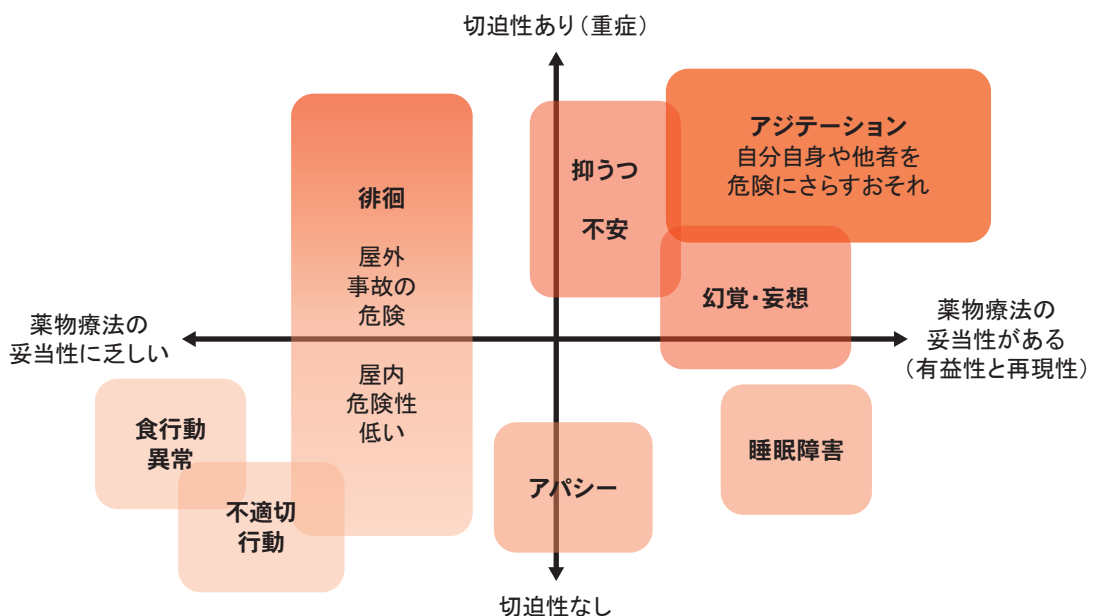 切迫性あり（重症）
アジテーション
自分自身や他者を
危険にさらすおそれ
抑うつ
不安
徘徊
屋外
事故の
危険
屋内
危険性
低い
幻覚・妄想
薬物療法の
妥当性に乏しい
薬物療法の
妥当性がある
（有益性と再現性）
食行動
異常
不適切
行動
アパシー
睡眠障害
切迫性なし